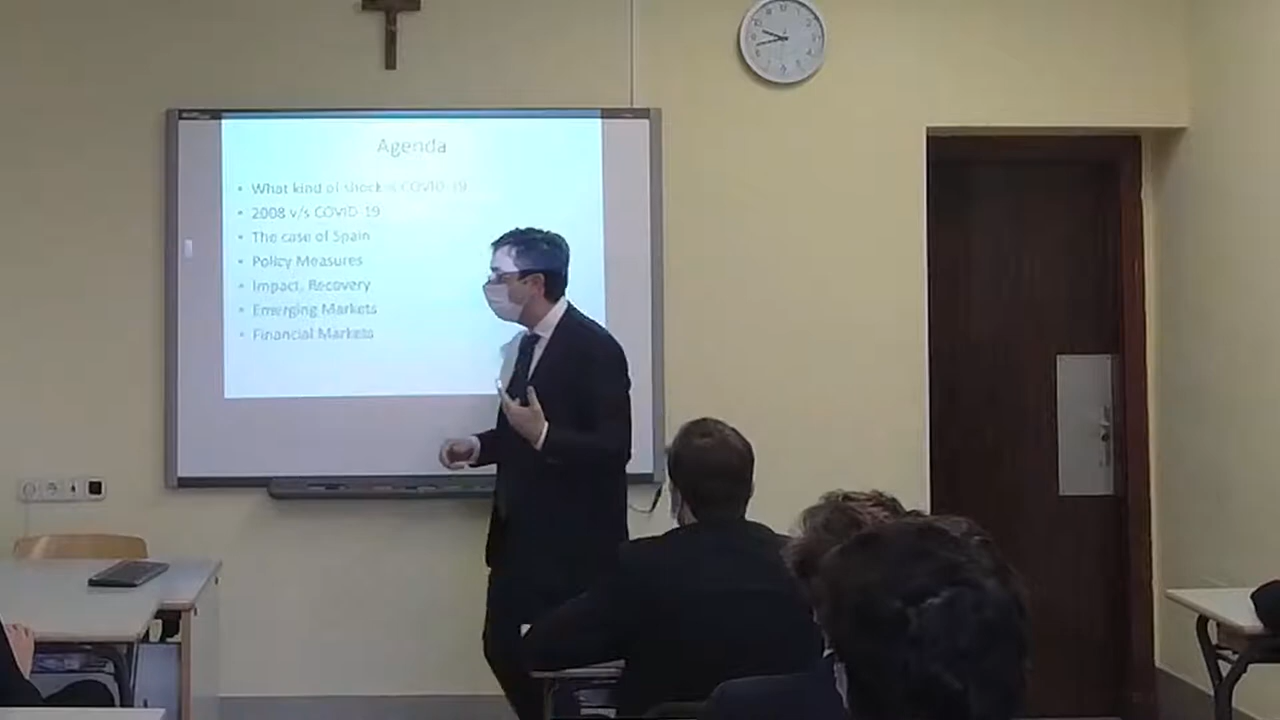 Agenda
• What kind of shock is COVID-19
• 2008 v/s COVID-19
• The case of Spain
• Policy Measures
• Impact, Recovery
• Emerging Markets
• Financial Markets